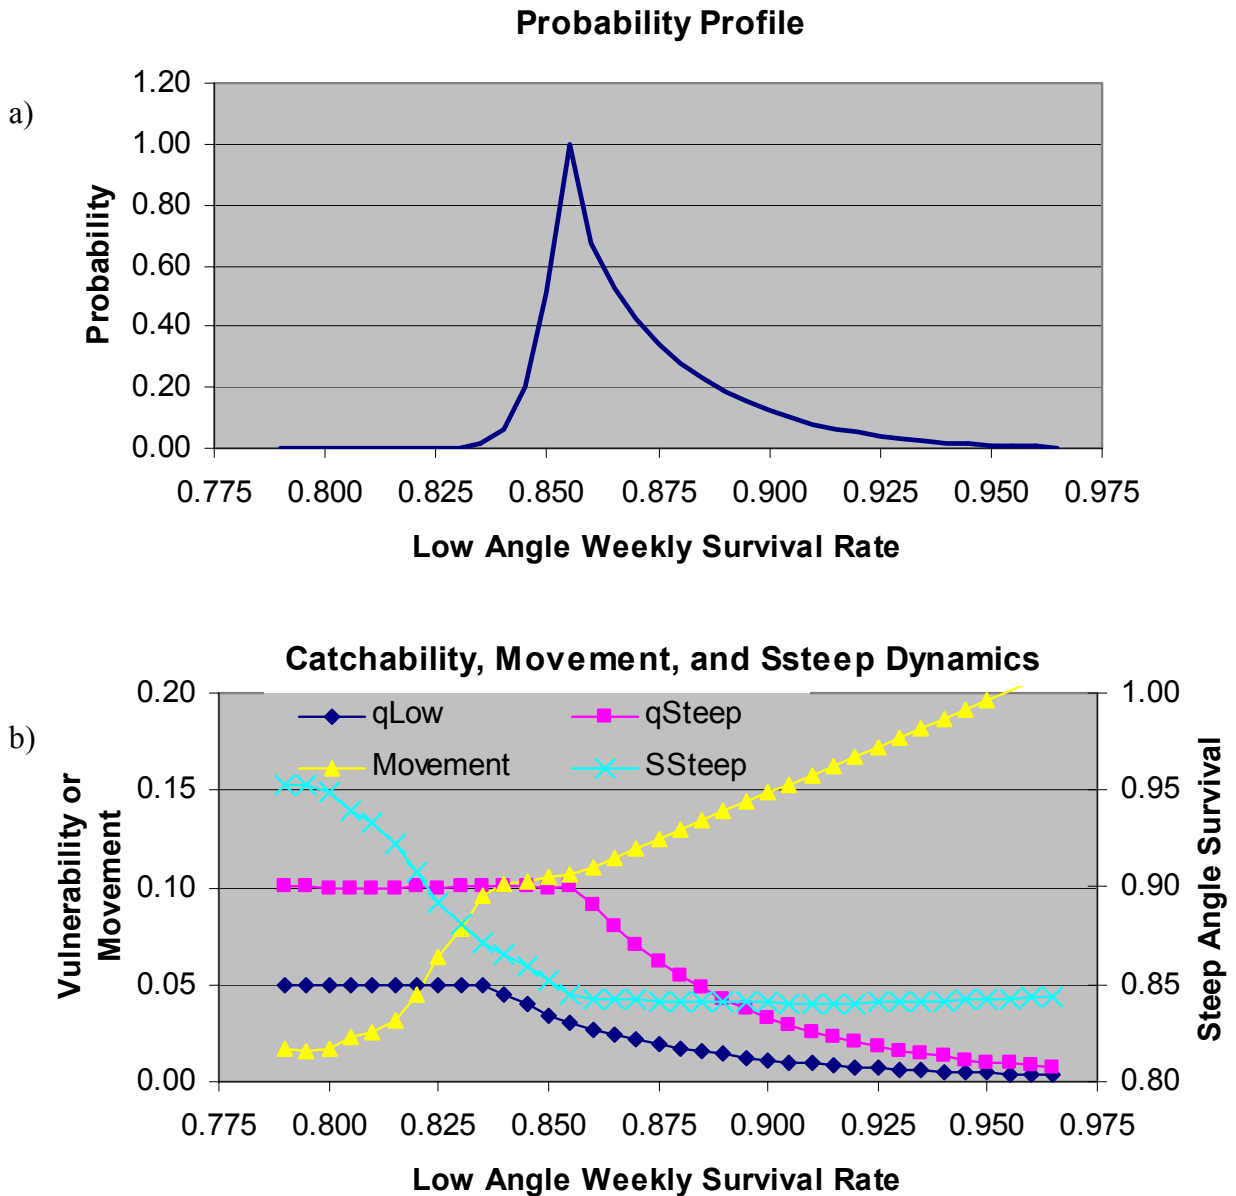 Probability Profile
a)
Probability
1.20
1.00
0.80
0.60
0.40
0.20
0.00
0.775 0.800 0.825 0.850 0.875 0.900 0.925 0.950 0.975
Low Angle Weekly Survival Rate
Catchability, Movement, and Ssteep Dynamics
b)
Vulnerability or
Movement
0.20
0.15
0.10
0.05
0.00
qLow qSteep
Movement SSteep
1.00
0.95
0.90
0.85
0.80
Steep Angle Survival
0.775 0.800 0.825 0.850 0.875 0.900 0.925 0.950 0.975
Low Angle Weekly Survival Rate